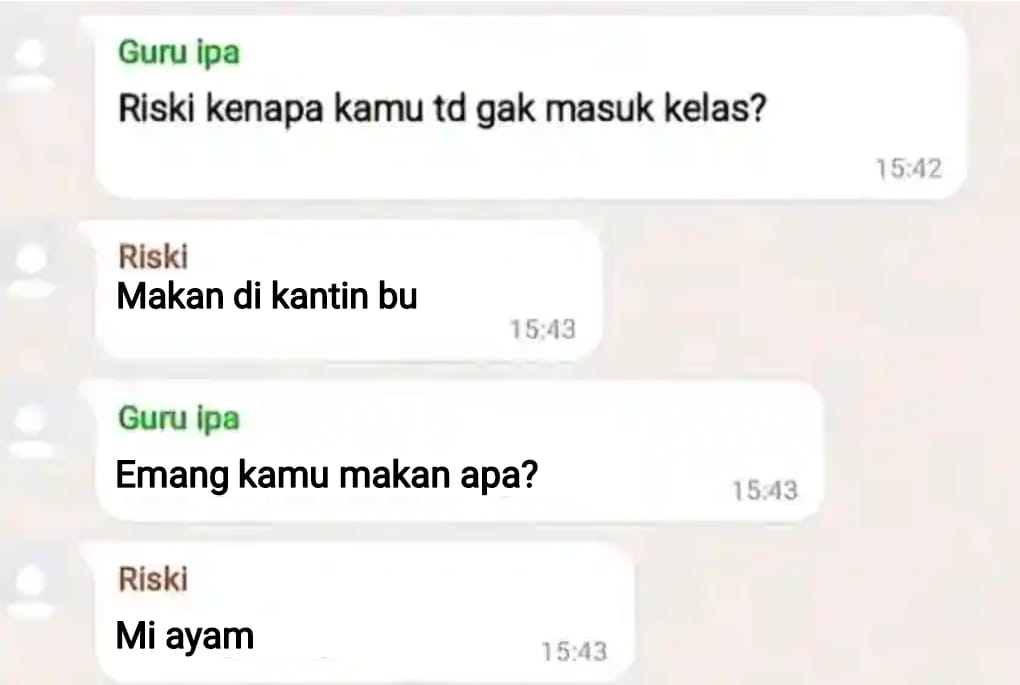 Guru ipa
Riski kenapa kamu td gak masuk kelas?
15:42
Riski
Makan di kantin bu
15:43
Guru ipa
Emang kamu makan apa?
15:43
Riski
Mi ayam
15:43